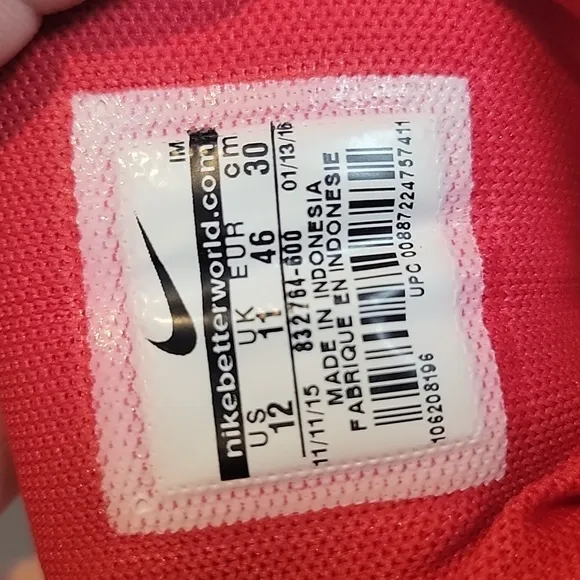 IM
nikebetterworld.com
US UK EUR cm
12 11 46 30
832764-600
11/11/15 01/13/16
MADE IN INDONESIA
FABRIQUE EN INDONESIE
106208196 UPC 00887224757411